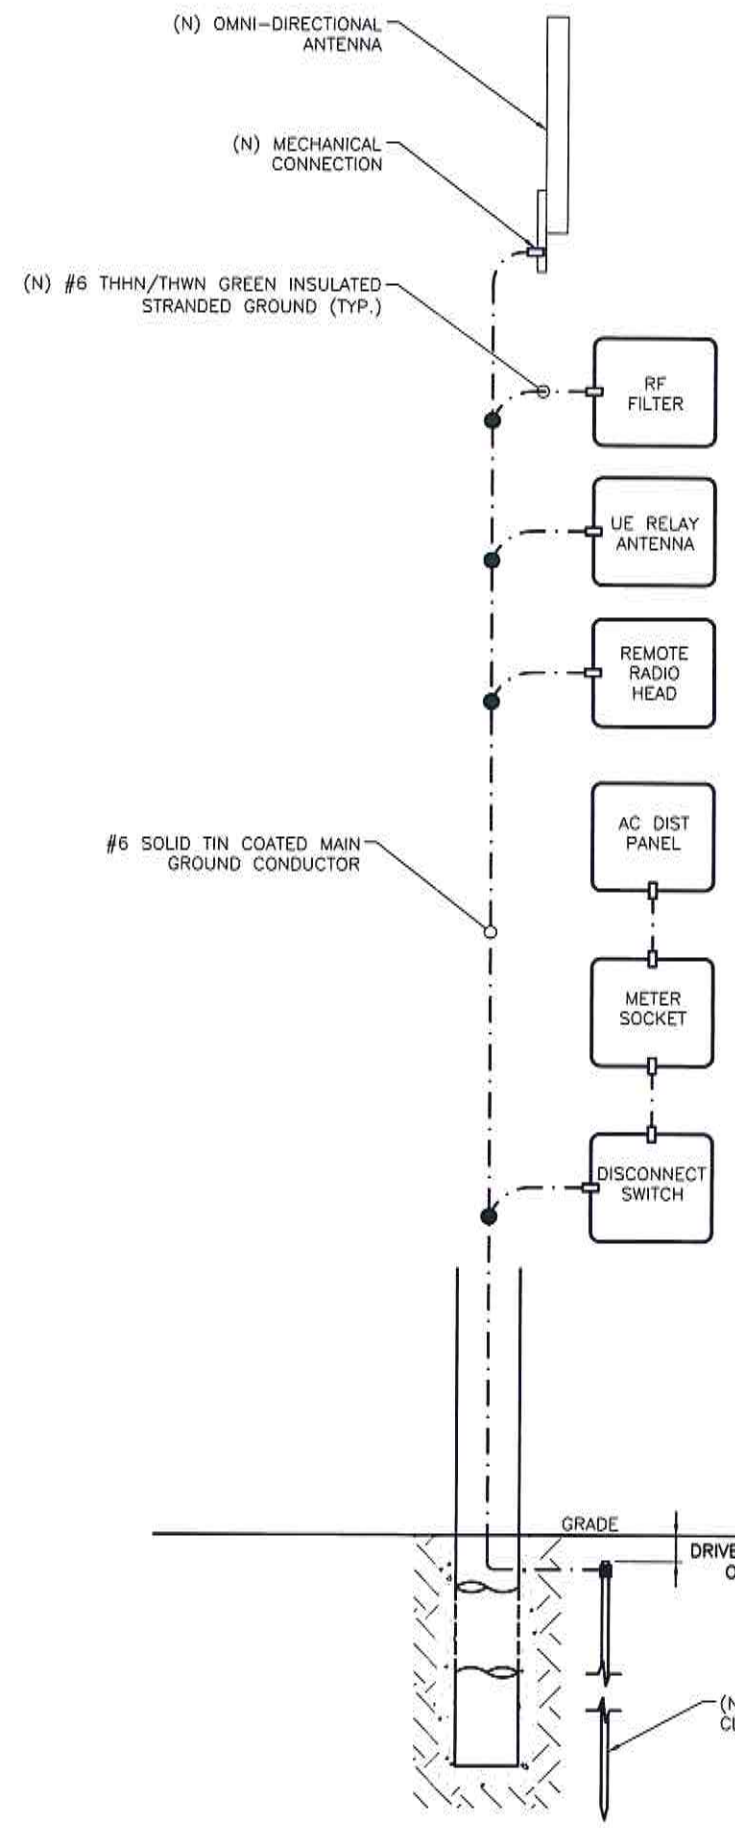 (N) OMNI-DIRECTIONAL
ANTENNA
(N) MECHANICAL
CONNECTION
(N) #6 THHN/THWN GREEN INSULATED
STRANDED GROUND (TYP.)
RF
FILTER
UE RELAY
ANTENNA
REMOTE
RADIO
HEAD
#6 SOLID TIN COATED MAIN
GROUND CONDUCTOR
AC DIST
PANEL
METER
SOCKET
DISCONNECT
SWITCH
GRADE
DRIVE